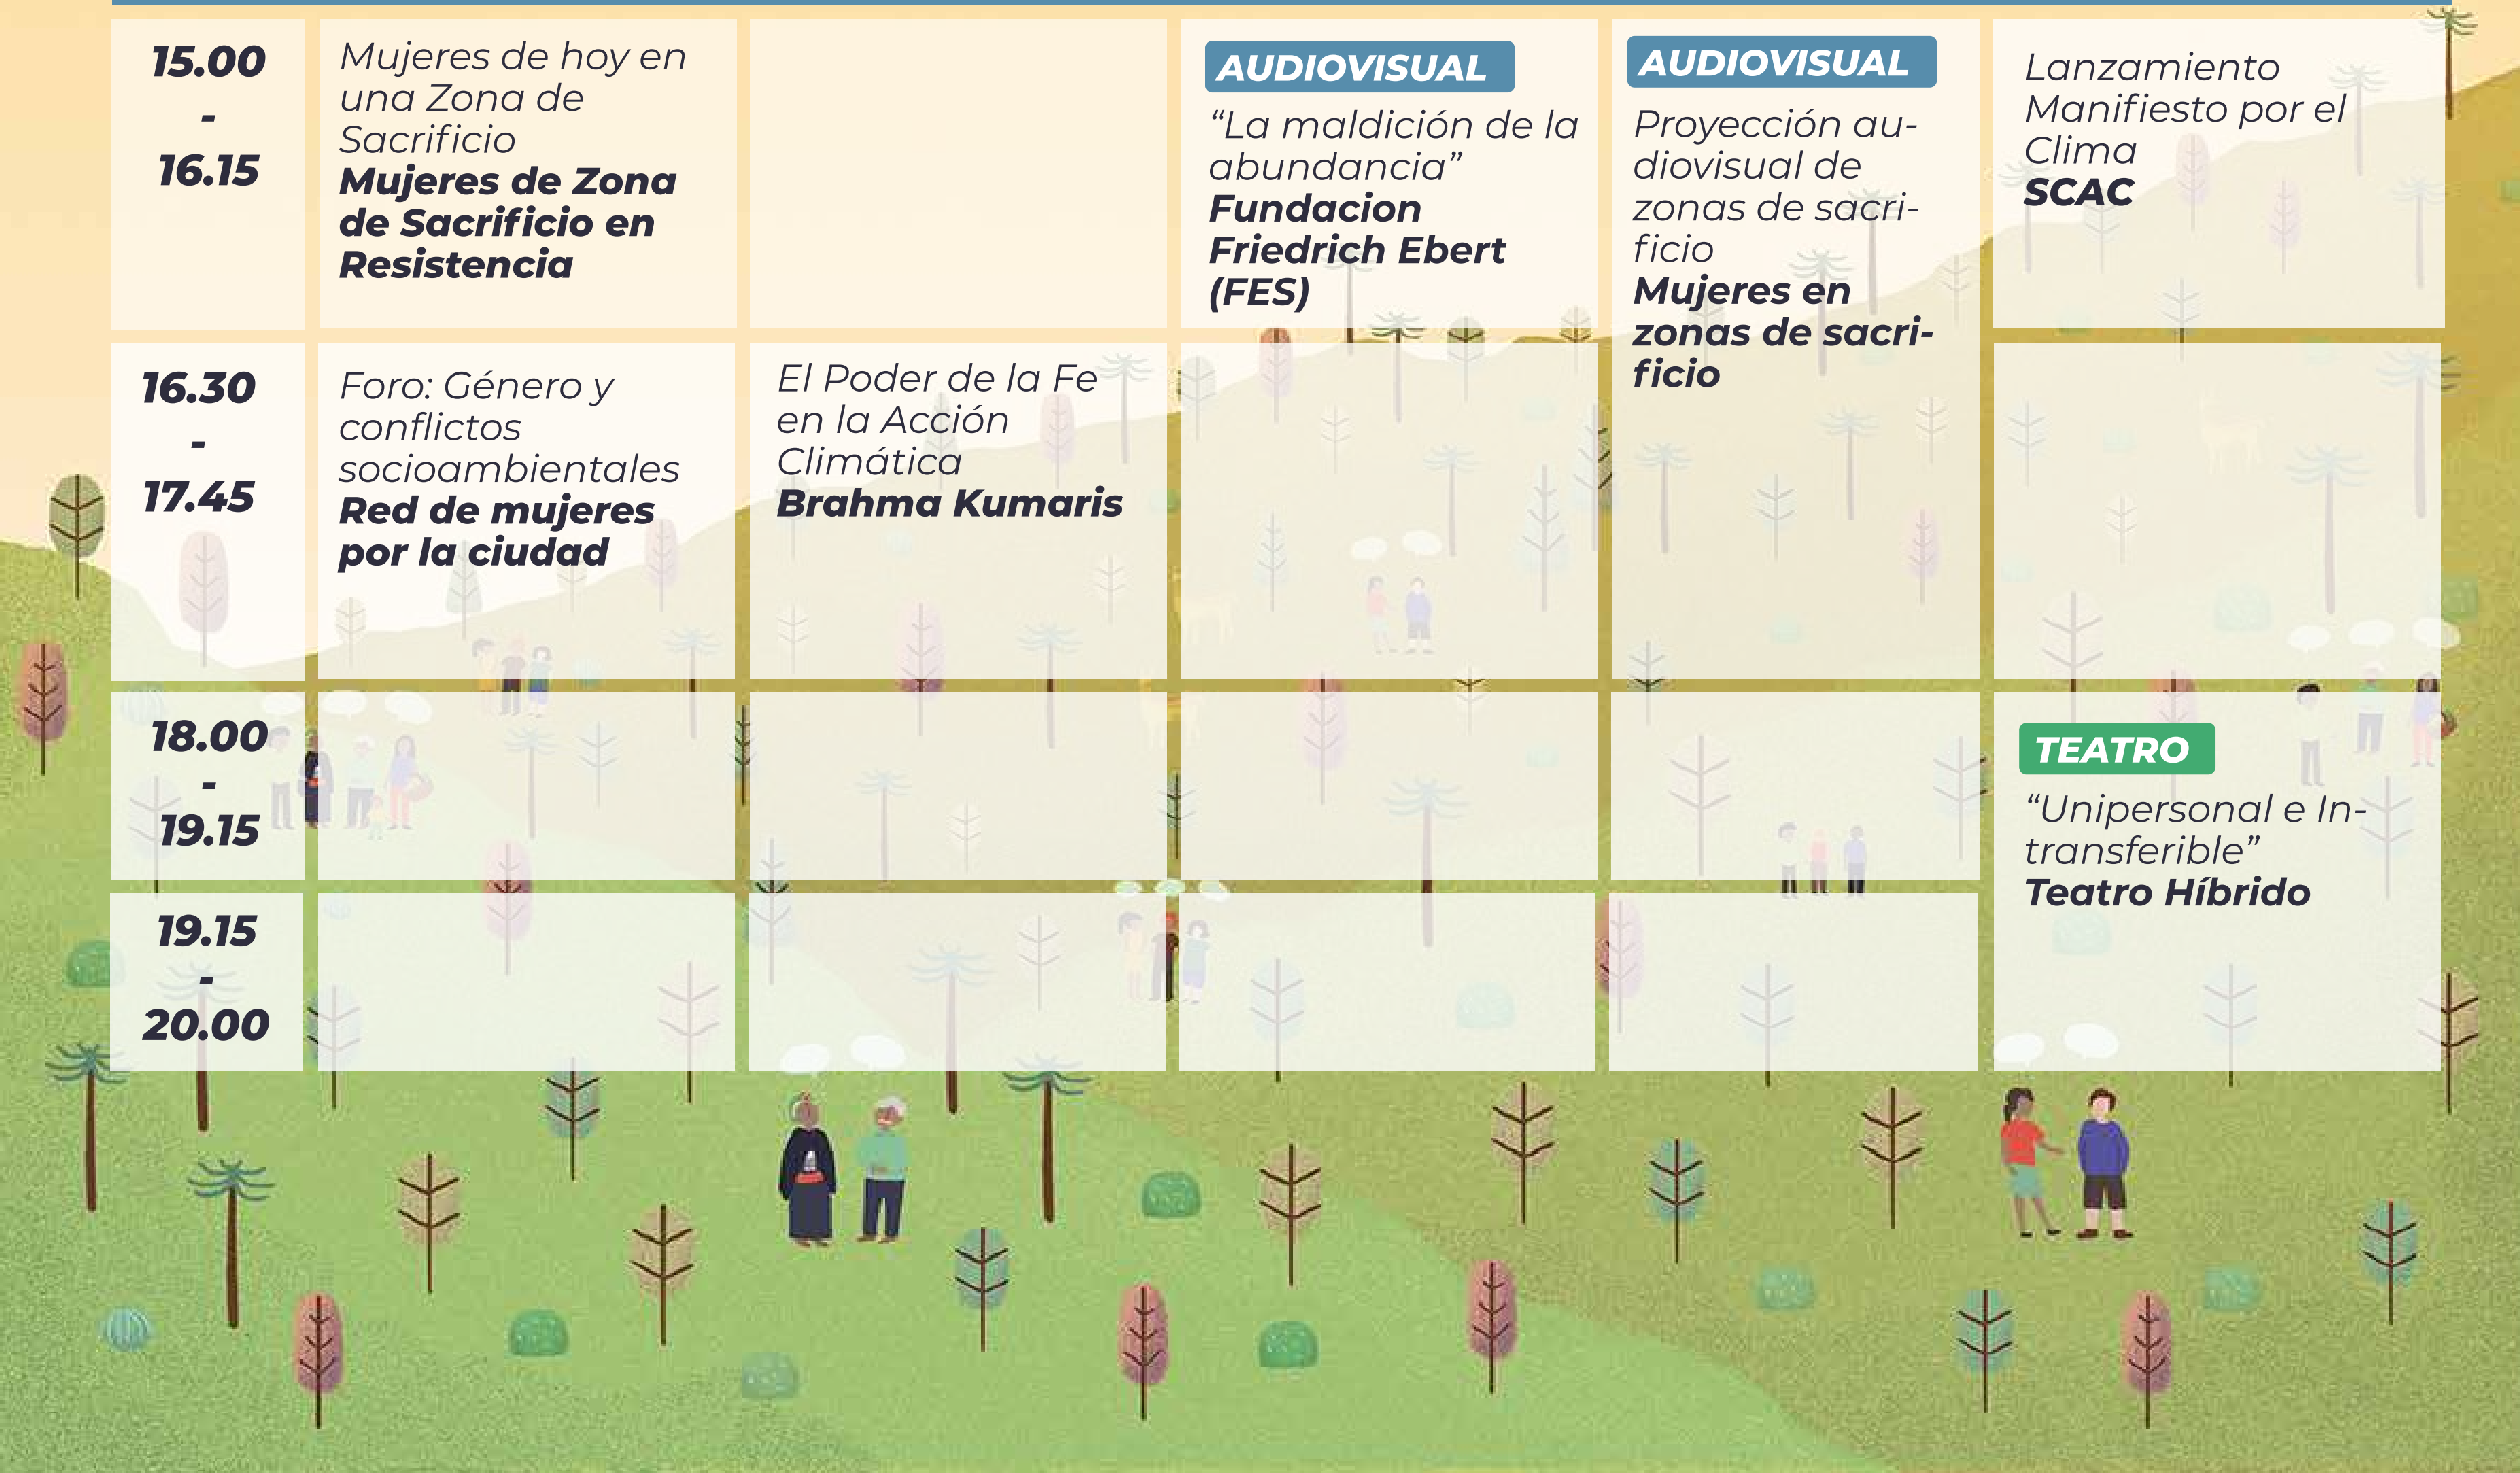 15.00
-
16.15
Mujeres de hoy en
una Zona de
Sacrificio
Mujeres de Zona
de Sacrificio en
Resistencia
AUDIOVISUAL
“La maldición de la
abundancia”
Fundacion
Friedrich Ebert
(FES)
AUDIOVISUAL
Proyección au-
diovisual de
zonas de sacri-
ficio
Mujeres en
zonas de sacri-
ficio
Lanzamiento
Manifiesto por el
Clima
SCAC
16.30
-
17.45
Foro: Género y
conflictos
socioambientales
Red de mujeres
por la ciudad
El Poder de la Fe
en la Acción
Climática
Brahma Kumaris
18.00
-
19.15
TEATRO
“Unipersonal e In-
transferible”
Teatro Híbrido
19.15
-
20.00